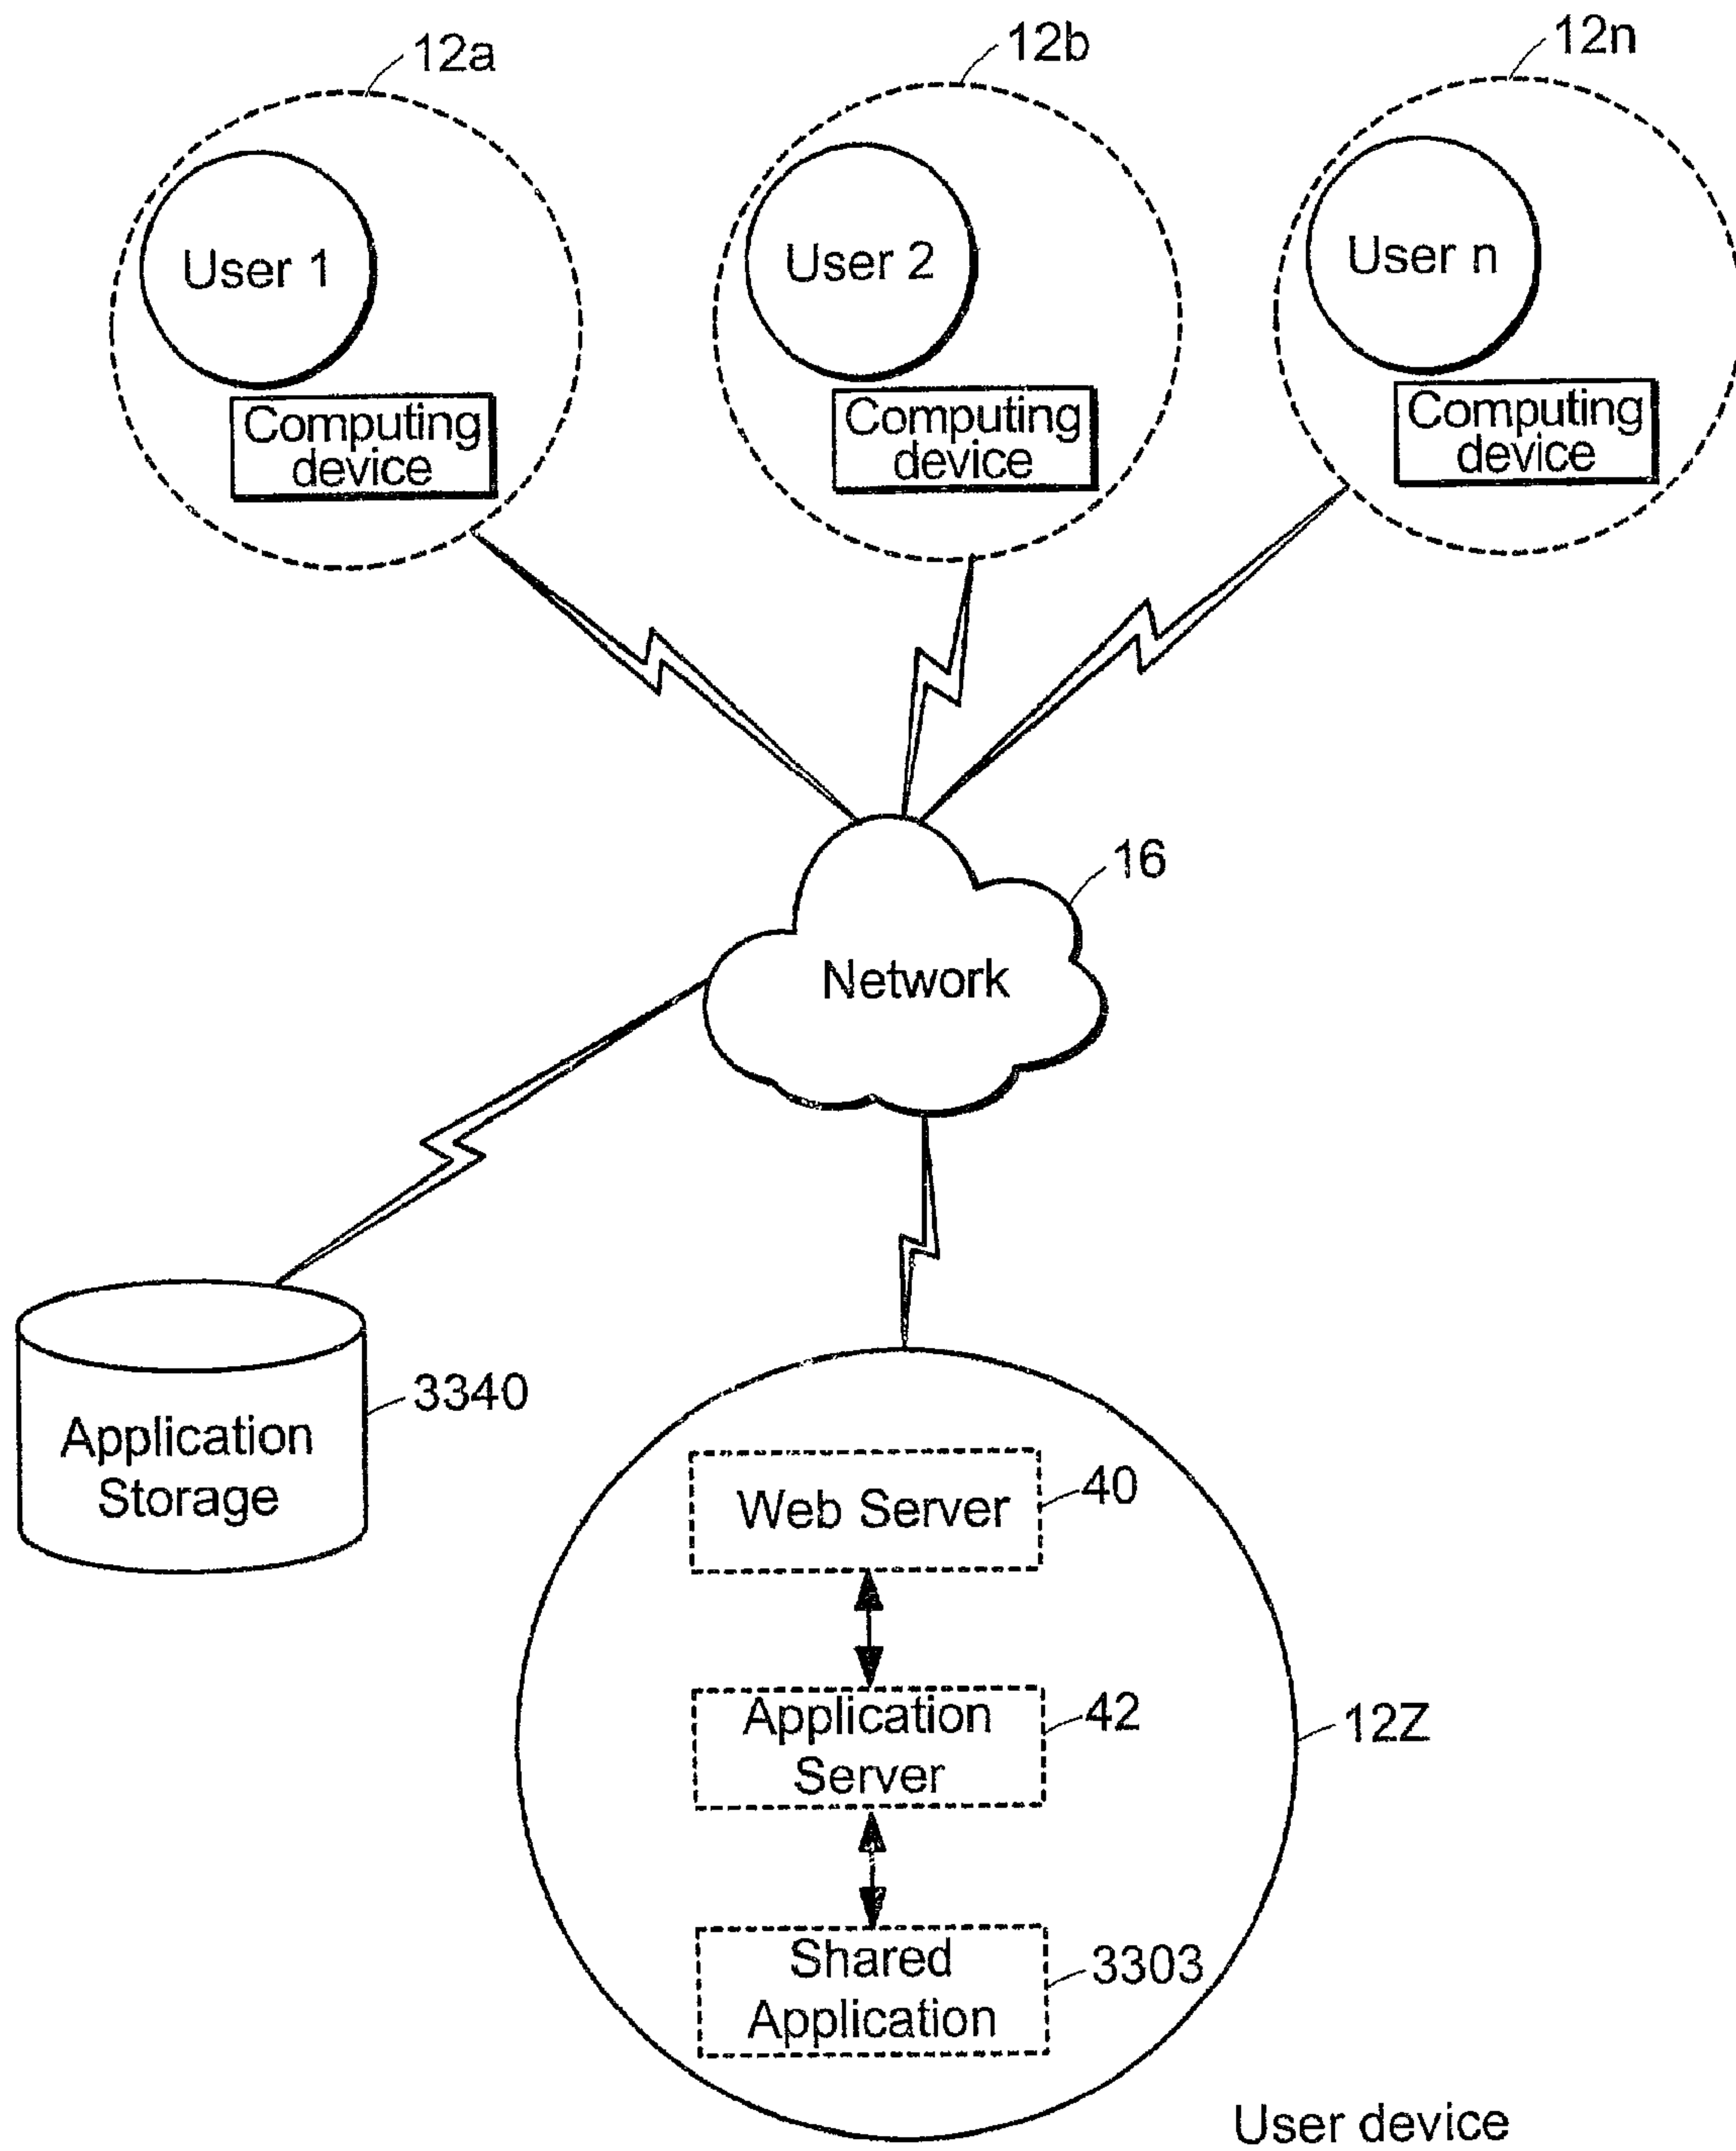 12a
12b
12n
User 1
User 2
User n
Computing
device
Computing
device
Computing
device
16
Network
3340
Application
Storage
Web Server
40
Application
Server
42
12Z
Shared
Application
3303
User device